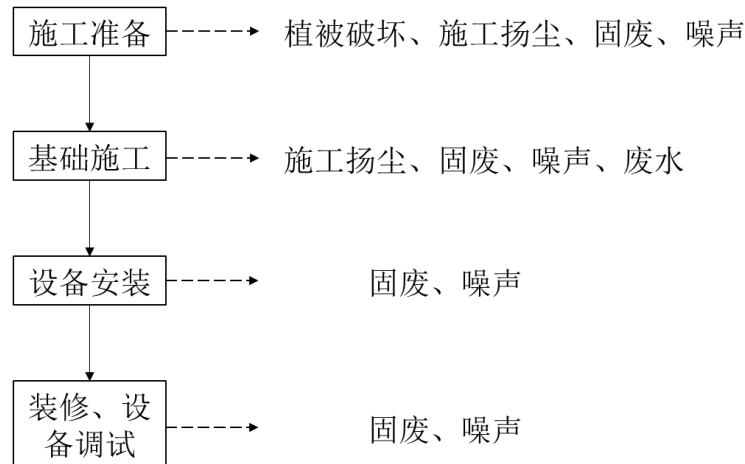 施工准备
植被破坏、施工扬尘、固废、噪声
基础施工
施工扬尘、固废、噪声、废水
设备安装
固废、噪声
装修、设
备调试
固废、噪声